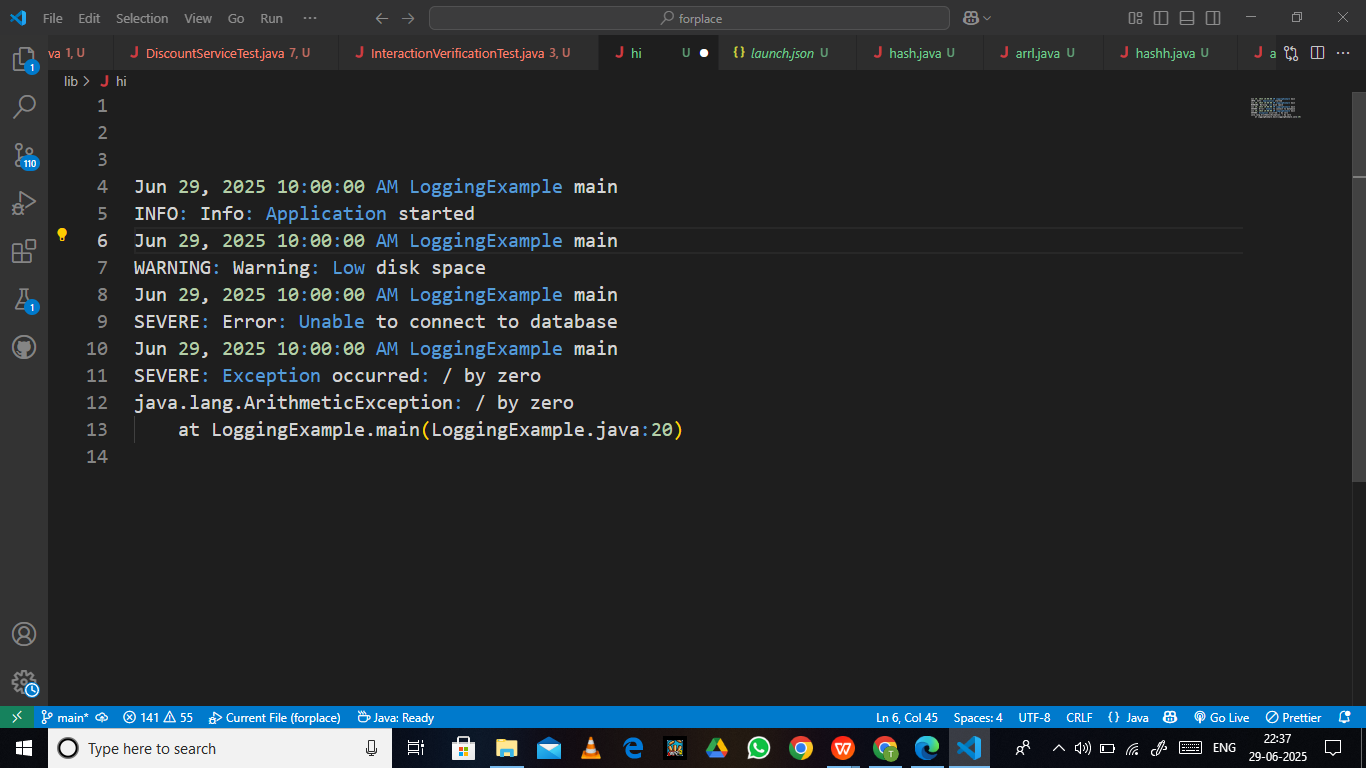 File Edit Selection View Go Run ··· forplace
va 1, U DiscountServiceTest.java 7, U InteractionVerificationTest.java 3, U hi U {} launch.json U hash.java U arrl.java U hashh.java U a ···
lib > hi
1
2
3
4 Jun 29, 2025 10:00:00 AM LoggingExample main
5 INFO: Info: Application started
6 Jun 29, 2025 10:00:00 AM LoggingExample main
7 WARNING: Warning: Low disk space
8 Jun 29, 2025 10:00:00 AM LoggingExample main
9 SEVERE: Error: Unable to connect to database
10 Jun 29, 2025 10:00:00 AM LoggingExample main
11 SEVERE: Exception occurred: / by zero
12 java.lang.ArithmeticException: / by zero
13     at LoggingExample.main(LoggingExample.java:20)
14
1
110
1
main* 141 55 Current File (forplace) Java: Ready Ln 6, Col 45 Spaces: 4 UTF-8 CRLF {} Java Go Live Prettier
Type here to search ENG 22:37
29-06-2025